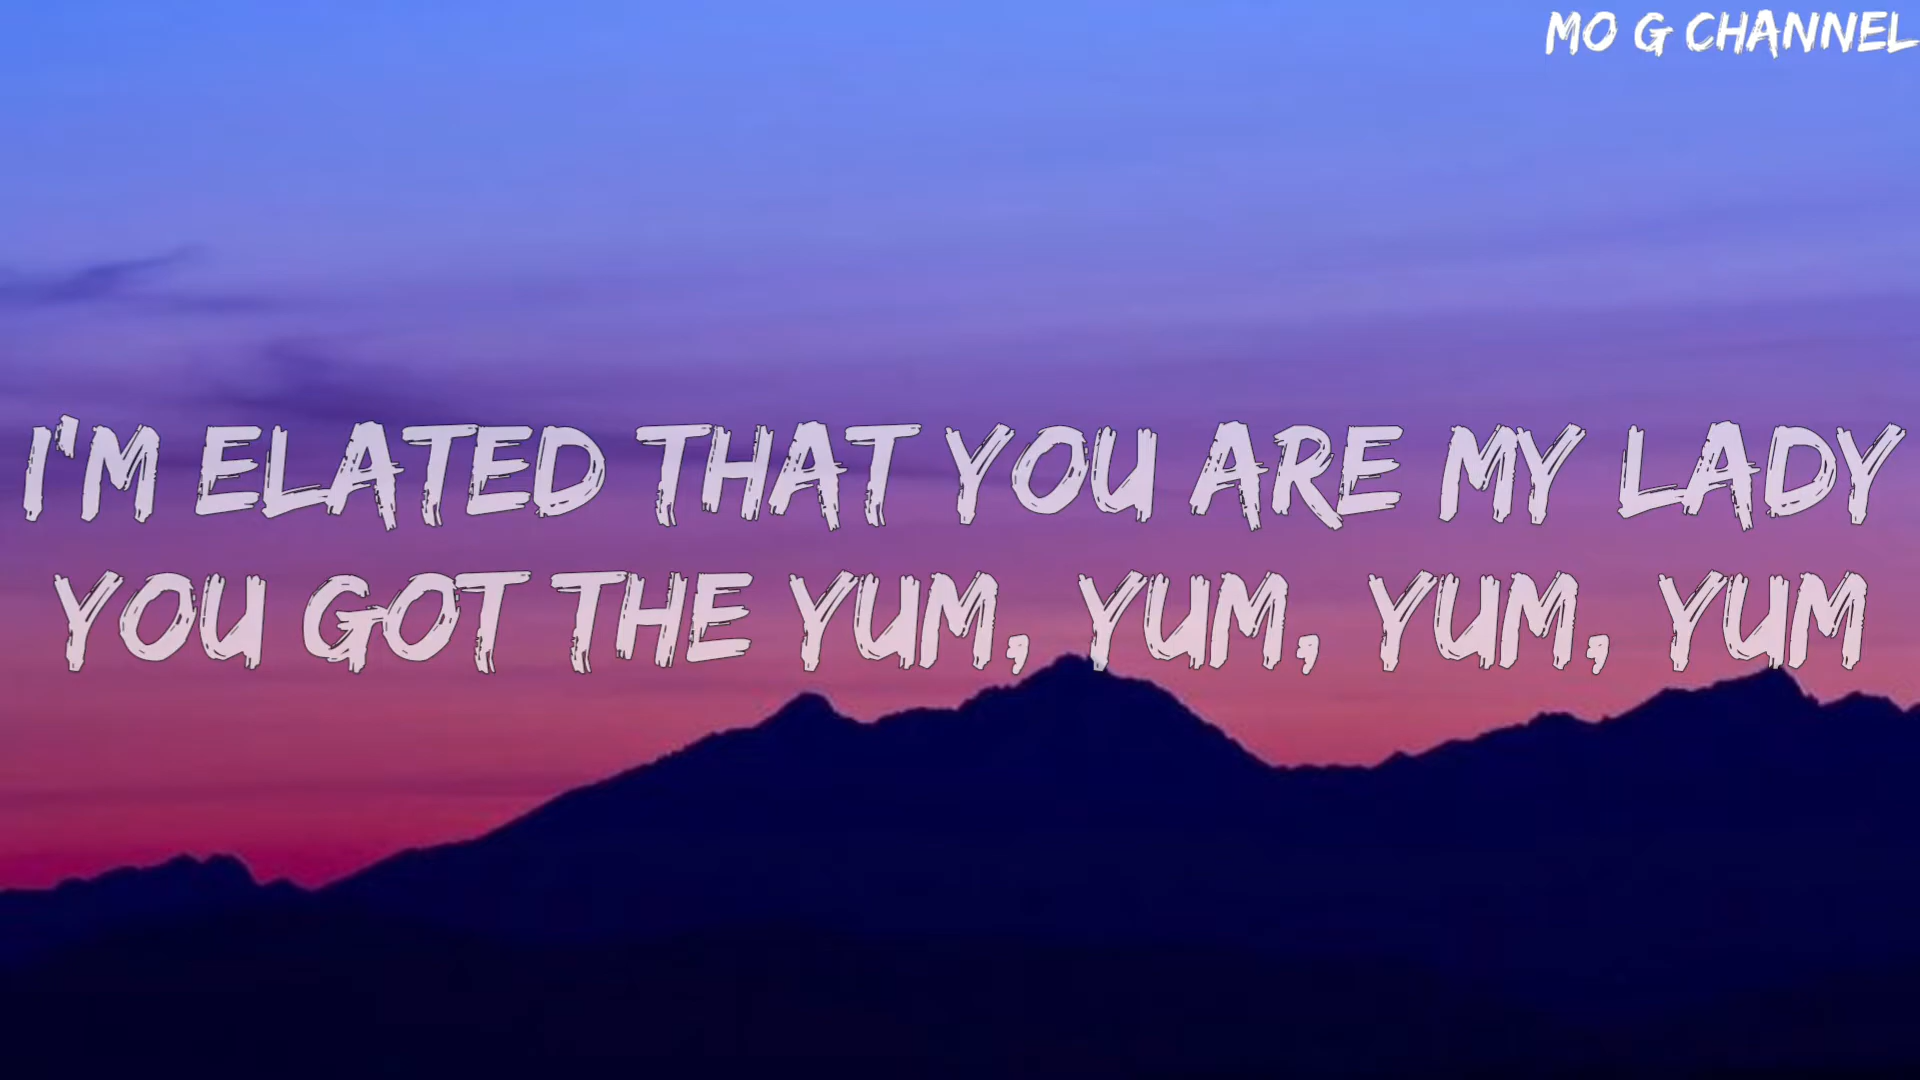 MO G CHANNEL
I'M ELATED THAT YOU ARE MY LADY
YOU GOT THE YUM, YUM, YUM, YUM